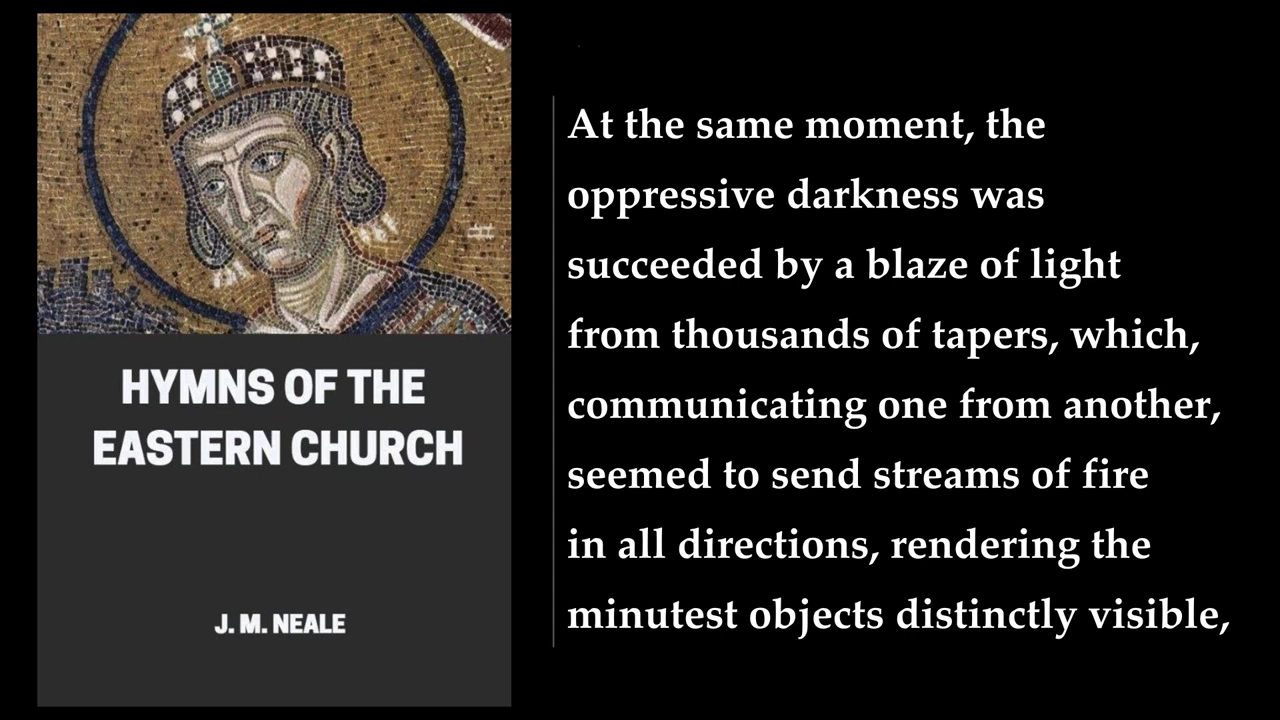 HYMNS OF THE
EASTERN CHURCH
J. M. NEALE
At the same moment, the
oppressive darkness was
succeeded by a blaze of light
from thousands of tapers, which,
communicating one from another,
seemed to send streams of fire
in all directions, rendering the
minutest objects distinctly visible,